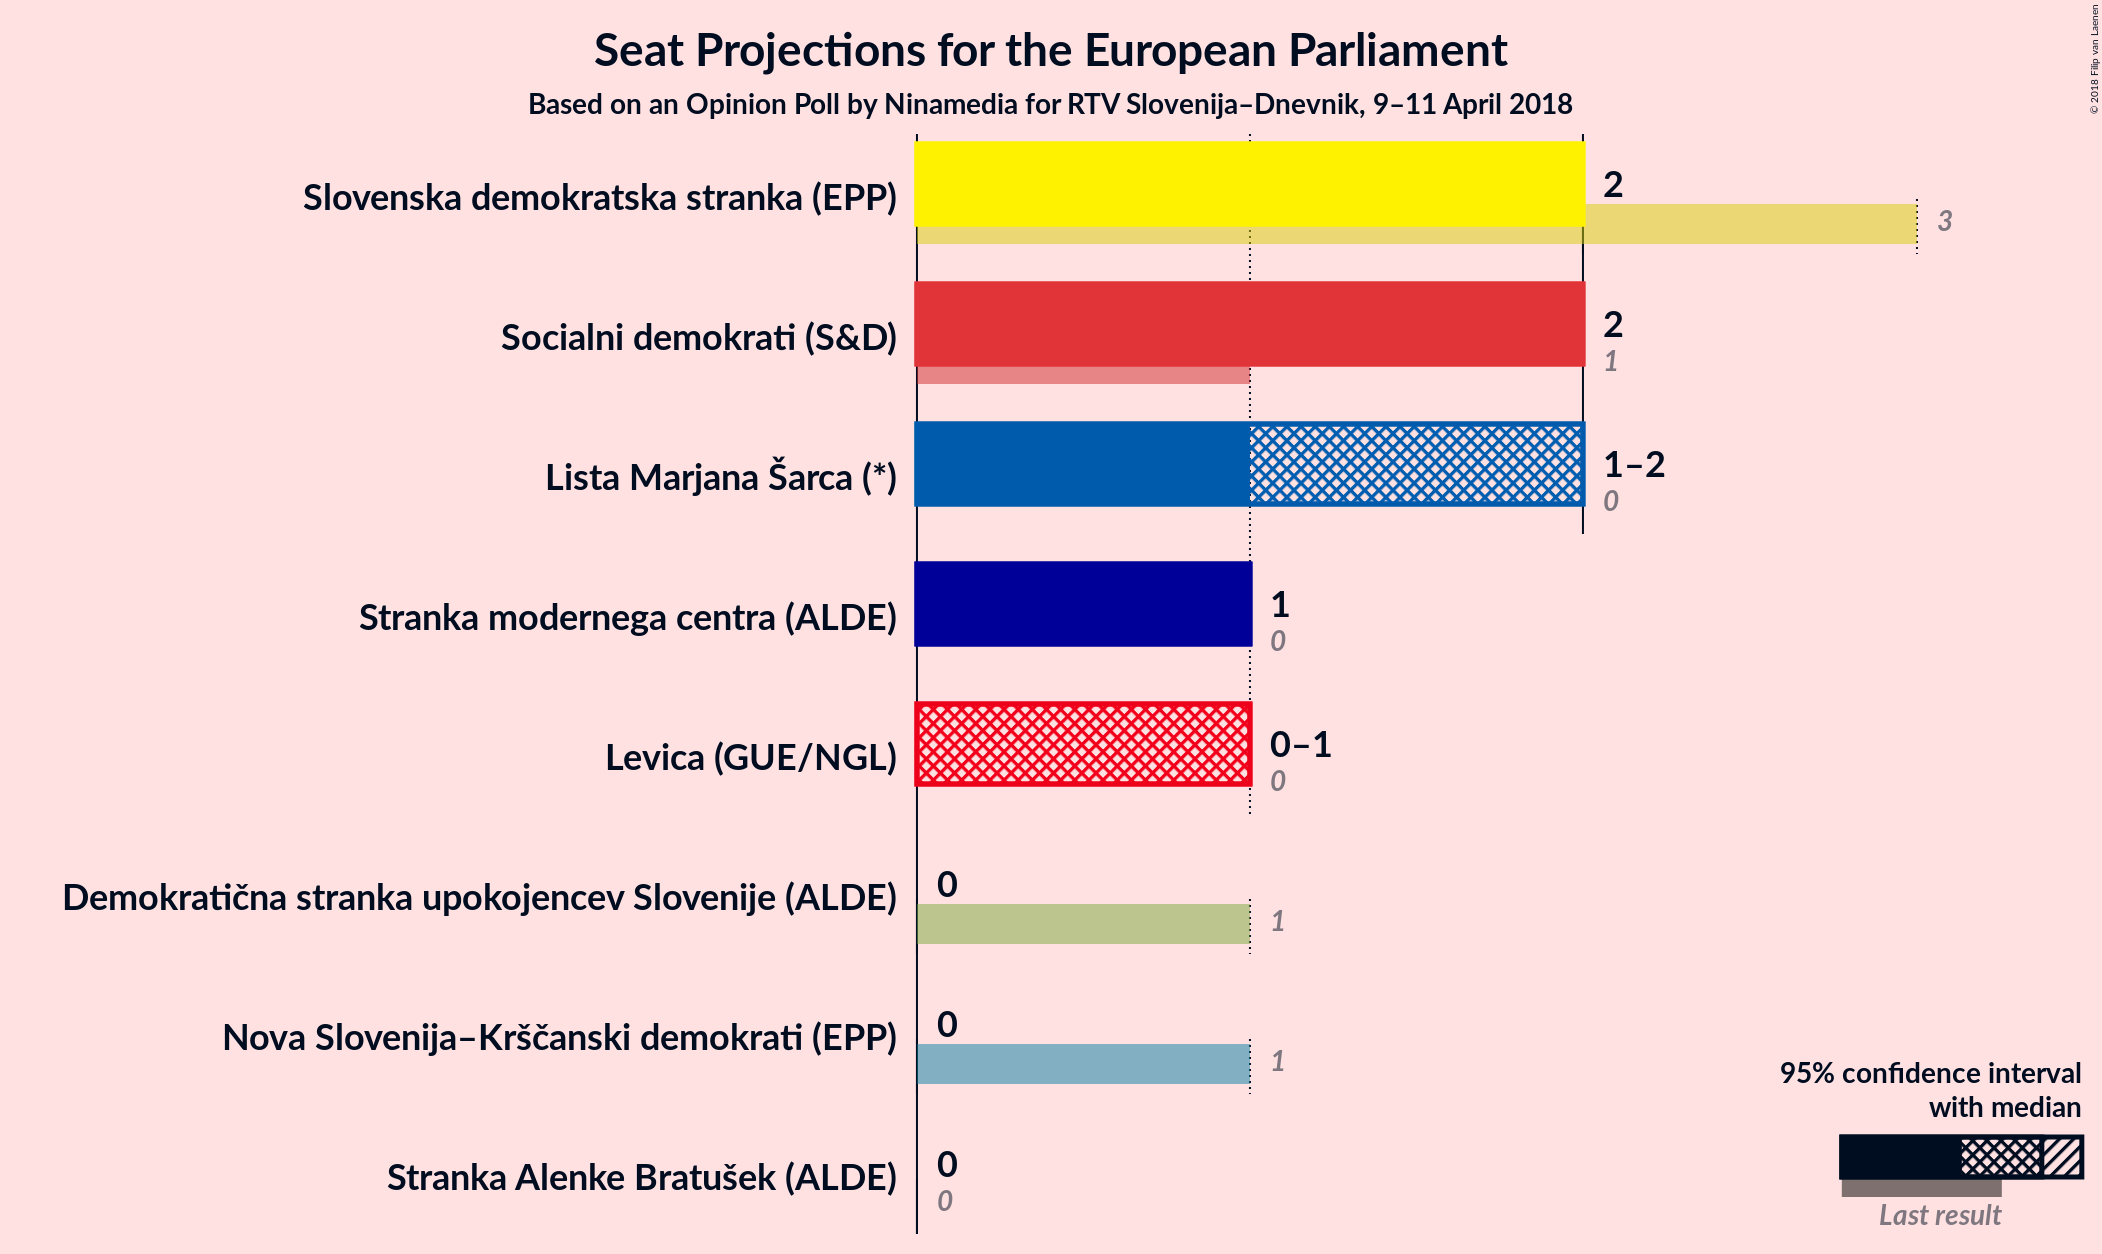 Seat Projections for the European Parliament
Based on an Opinion Poll by Ninamedia for RTV Slovenija–Dnevnik, 9–11 April 2018
© 2018 Filip van Laenen
Slovenska demokratska stranka (EPP)
2
3
Socialni demokrati (S&D)
2
1
Lista Marjana Šarca (*)
1–2
0
Stranka modernega centra (ALDE)
1
0
Levica (GUE/NGL)
0–1
0
Demokratična stranka upokojencev Slovenije (ALDE)
0
1
Nova Slovenija–Krščanski demokrati (EPP)
0
1
Stranka Alenke Bratušek (ALDE)
0
0
95% confidence interval
with median
Last result